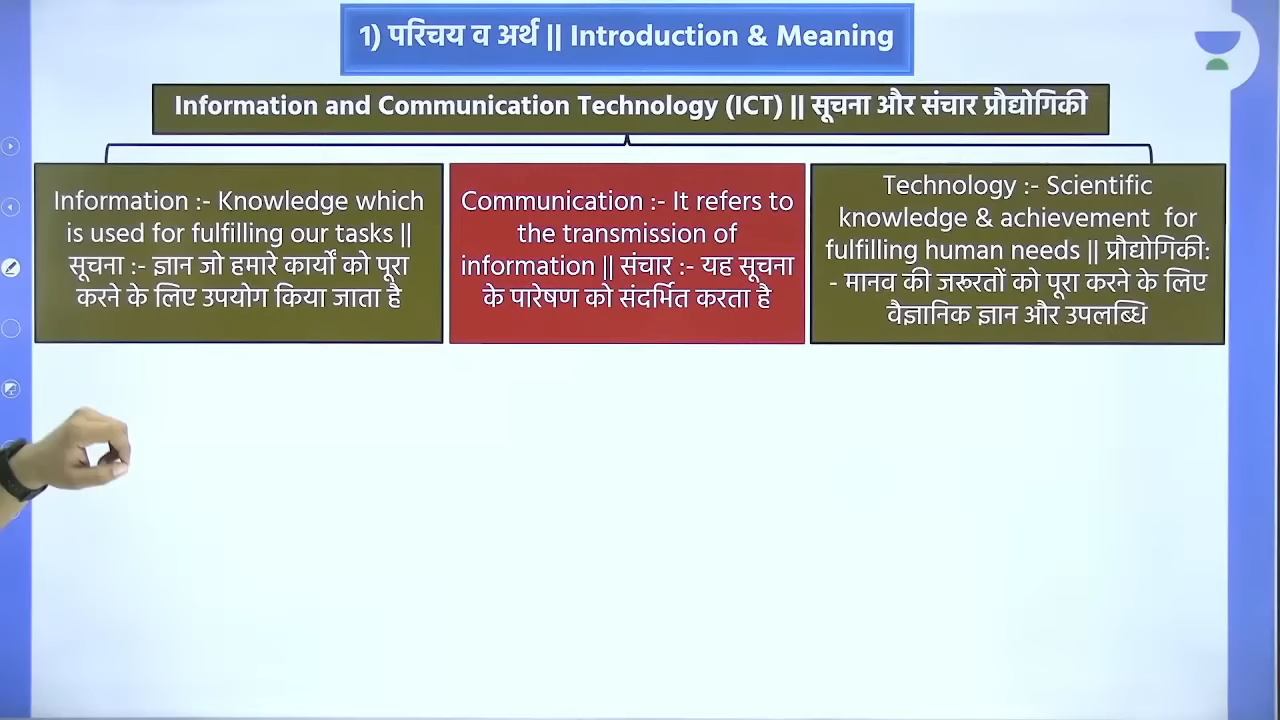 1) परिचय व अर्थ || Introduction & Meaning
Information and Communication Technology (ICT) || सूचना और संचार प्रौद्योगिकी
Information :- Knowledge which
is used for fulfilling our tasks ||
सूचना :- ज्ञान जो हमारे कार्यों को पूरा
करने के लिए उपयोग किया जाता है
Communication :- It refers to
the transmission of
information || संचार :- यह सूचना
के पारेषण को संदर्भित करता है
Technology :- Scientific
knowledge & achievement for
fulfilling human needs || प्रौद्योगिकी:
- मानव की जरूरतों को पूरा करने के लिए
वैज्ञानिक ज्ञान और उपलब्धि